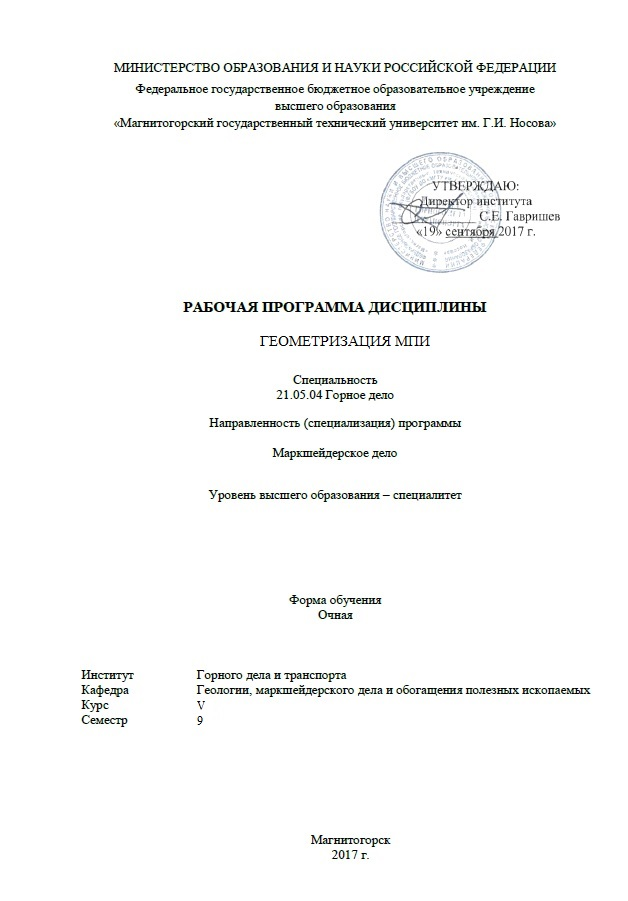 МИНИСТЕРСТВО ОБРАЗОВАНИЯ И НАУКИ РОССИЙСКОЙ ФЕДЕРАЦИИ
Федеральное государственное бюджетное образовательное учреждение
высшего образования
«Магнитогорский государственный технический университет им. Г.И. Носова»
УТВЕРЖДАЮ:
Директор института
С.Е. Гавришев
«19» сентября 2017 г.
РАБОЧАЯ ПРОГРАММА ДИСЦИПЛИНЫ
ГЕОМЕТРИЗАЦИЯ МПИ
Специальность
21.05.04 Горное дело
Направленность (специализация) программы
Маркшейдерское дело
Уровень высшего образования – специалитет
Форма обучения
Очная
Институт Горного дела и транспорта
Кафедра Геологии, маркшейдерского дела и обогащения полезных ископаемых
Курс V
Семестр 9
Магнитогорск
2017 г.